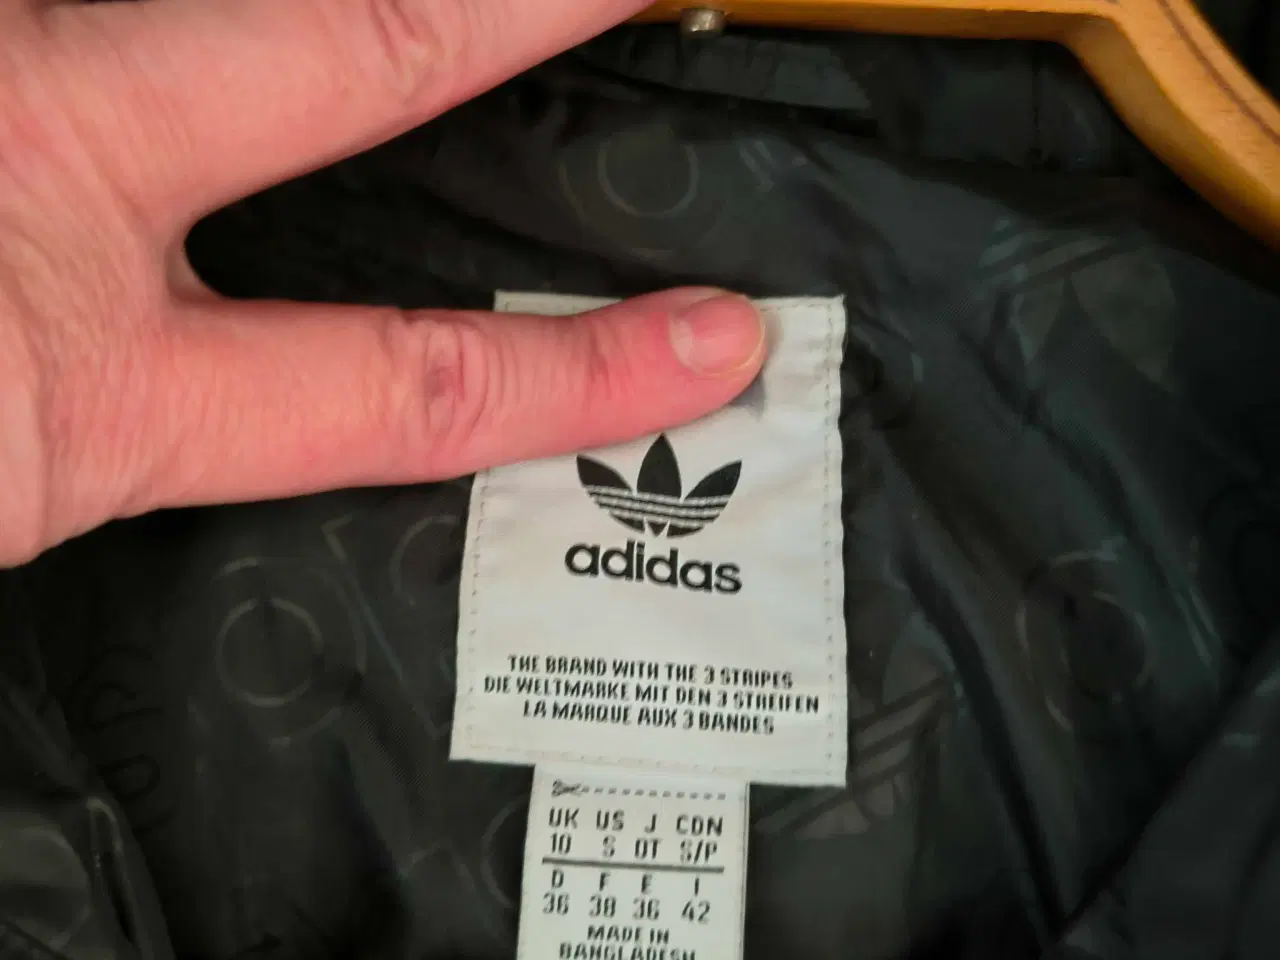 adidas
THE BRAND WITH THE 3 STRIPES
DIE WELTMARKE MIT DEN 3 STREIFEN
LA MARQUE AUX 3 BANDES
UK US J CDN
10 S OT S/P
D F E I
36 38 36 42
MADE IN
BANGLADESH